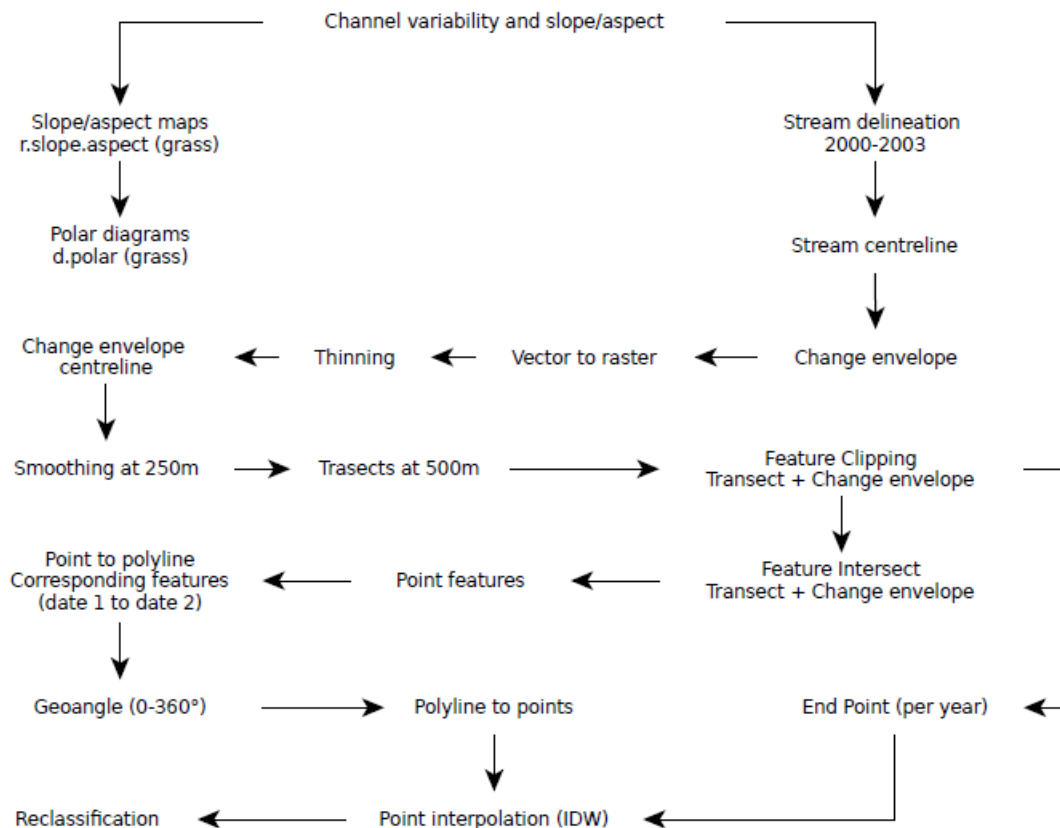 Channel variability and slope/aspect
Slope/aspect maps
r.slope.aspect (grass)
Stream delineation
2000-2003
Polar diagrams
d.polar (grass)
Stream centreline
Change envelope
centreline
Thinning
Vector to raster
Change envelope
Smoothing at 250m
Trasects at 500m
Feature Clipping
Transect + Change envelope
Point to polyline
Corresponding features
(date 1 to date 2)
Point features
Feature Intersect
Transect + Change envelope
Geoangle (0-360°)
Polyline to points
End Point (per year)
Reclassification
Point interpolation (IDW)